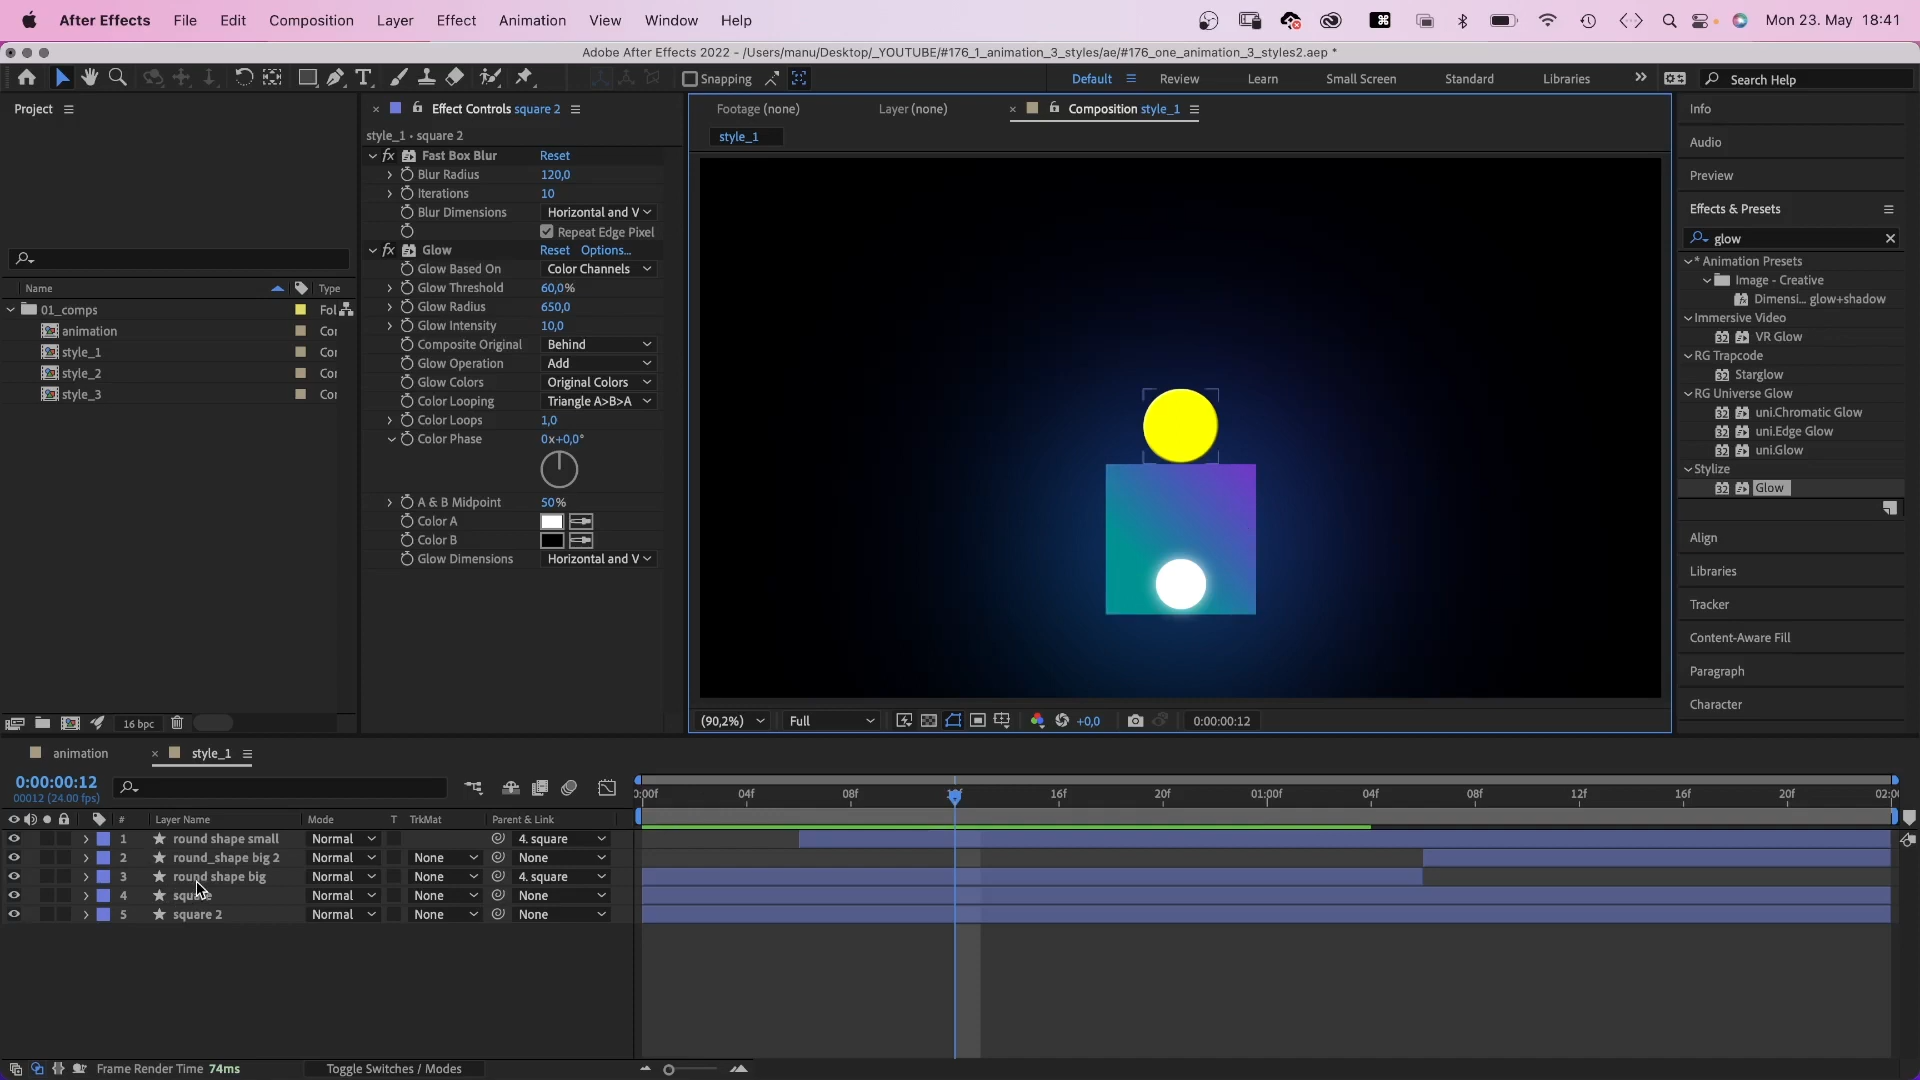 After Effects File Edit Composition Layer Effect Animation View Window Help Mon 23. May 18:41
Adobe After Effects 2022 - /Users/manu/Desktop/_YOUTUBE/#176_1_animation_3_styles/ae/#176_one_animation_3_styles2.aep *
Snapping Default Review Learn Small Screen Standard Libraries Search Help
Project
Name Type
01_comps Fol
animation Cor
style_1 Cor
style_2 Cor
style_3 Cor
16 bpc
Effect Controls square 2
style_1 • square 2
fx Fast Box Blur Reset
Blur Radius 120,0
Iterations 10
Blur Dimensions Horizontal and V
Repeat Edge Pixel
fx Glow Reset Options...
Glow Based On Color Channels
Glow Threshold 60,0%
Glow Radius 650,0
Glow Intensity 10,0
Composite Original Behind
Glow Operation Add
Glow Colors Original Colors
Color Looping Triangle A>B>A
Color Loops 1,0
Color Phase 0x+0,0°
A & B Midpoint 50%
Color A
Color B
Glow Dimensions Horizontal and V
Footage (none) Layer (none) Composition style_1
style_1
(90,2%) Full +0,0 0:00:00:12
Info
Audio
Preview
Effects & Presets
glow
* Animation Presets
Image - Creative
Dimensi... glow+shadow
Immersive Video
32 VR Glow
RG Trapcode
32 Starglow
RG Universe Glow
32 uni.Chromatic Glow
32 uni.Edge Glow
32 uni.Glow
Stylize
32 Glow
Align
Libraries
Tracker
Content-Aware Fill
Paragraph
Character
animation style_1
0:00:00:12
00012 (24.00 fps)
:00f 04f 08f 16f 20f 01:00f 04f 08f 12f 16f 20f 02:0
# Layer Name Mode T TrkMat Parent & Link
1 round shape small Normal 4. square
2 round_shape big 2 Normal None None
3 round shape big Normal None 4. square
4 square Normal None None
5 square 2 Normal None None
Frame Render Time 74ms Toggle Switches / Modes